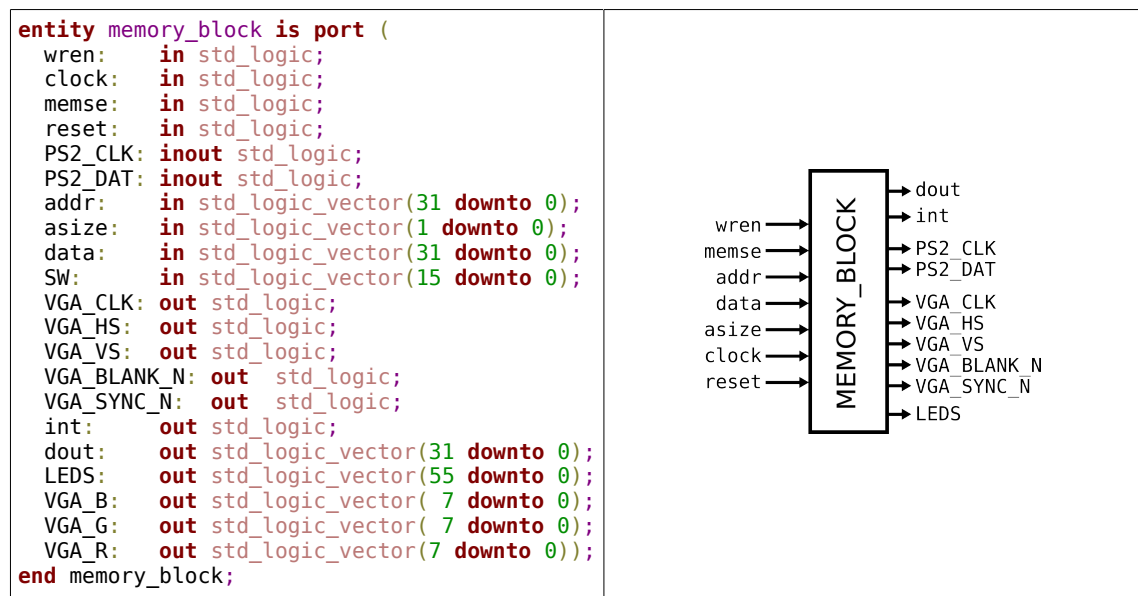 entity memory_block is port (
  wren:    in std_logic;
  clock:   in std_logic;
  memse:   in std_logic;
  reset:   in std_logic;
  PS2_CLK: inout std_logic;
  PS2_DAT: inout std_logic;
  addr:    in std_logic_vector(31 downto 0);
  asize:   in std_logic_vector(1 downto 0);
  data:    in std_logic_vector(31 downto 0);
  SW:      in std_logic_vector(15 downto 0);
  VGA_CLK: out std_logic;
  VGA_HS:  out std_logic;
  VGA_VS:  out std_logic;
  VGA_BLANK_N: out  std_logic;
  VGA_SYNC_N:  out  std_logic;
  int:     out std_logic;
  dout:    out std_logic_vector(31 downto 0);
  LEDS:    out std_logic_vector(55 downto 0);
  VGA_B:   out std_logic_vector( 7 downto 0);
  VGA_G:   out std_logic_vector( 7 downto 0);
  VGA_R:   out std_logic_vector(7 downto 0));
end memory_block;
wren
memse
addr
data
asize
clock
reset
MEMORY_BLOCK
dout
int
PS2_CLK
PS2_DAT
VGA_CLK
VGA_HS
VGA_VS
VGA_BLANK_N
VGA_SYNC_N
LEDS